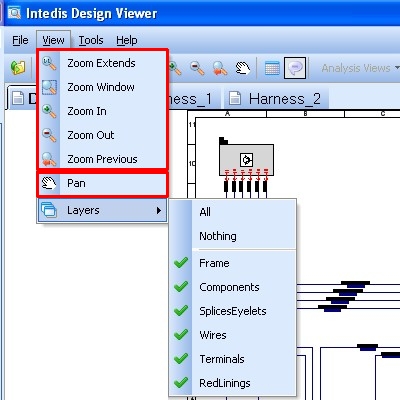 Intedis Design Viewer
File View Tools Help
Analysis Views
Harness_2
Zoom Extends
Zoom Window
Zoom In
Zoom Out
Zoom Previous
Pan
Layers
All
Nothing
Frame
Components
SplicesEyelets
Wires
Terminals
RedLinings